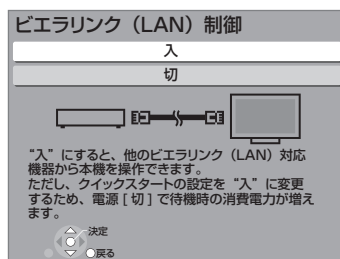 ビエラリンク（LAN）制御
入
切
“入”にすると、他のビエラリンク（LAN）対応
機器から本機を操作できます。
ただし、クイックスタートの設定を“入”に変更
するため、電源 [ 切 ] で待機時の消費電力が増え
ます。
決定
戻る